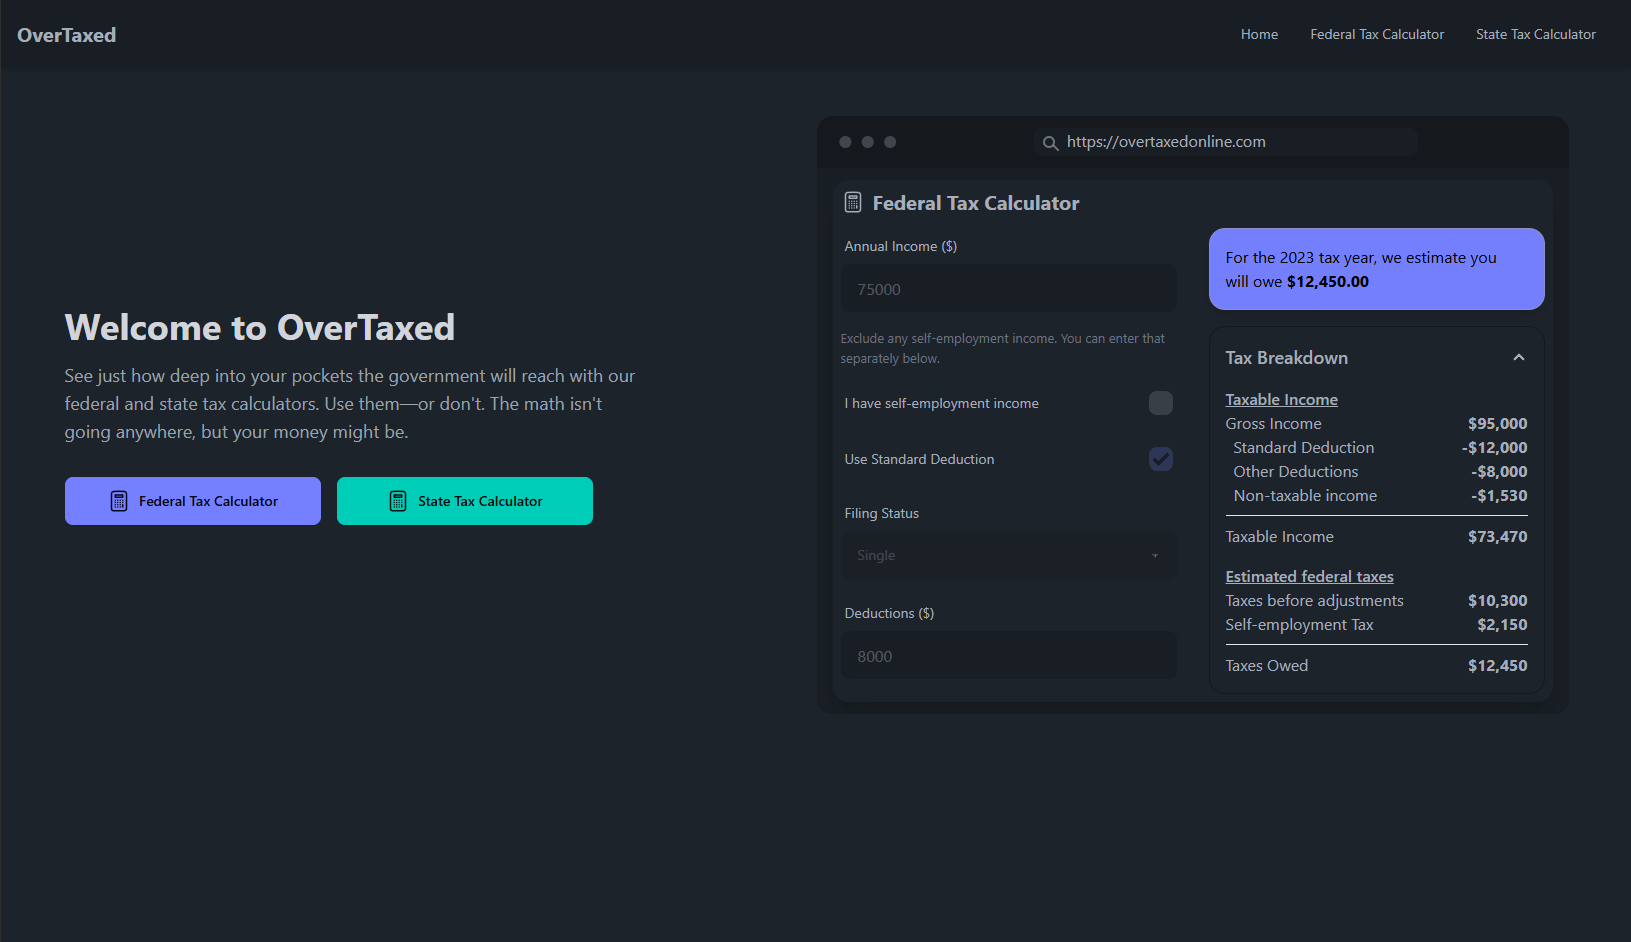 OverTaxed
Home
Federal Tax Calculator
State Tax Calculator
Welcome to OverTaxed
See just how deep into your pockets the government will reach with our
federal and state tax calculators. Use them—or don't. The math isn't
going anywhere, but your money might be.
Federal Tax Calculator
State Tax Calculator
https://overtaxedonline.com
Federal Tax Calculator
Annual Income ($)
75000
Exclude any self-employment income. You can enter that
separately below.
I have self-employment income
Use Standard Deduction
Filing Status
Single
Deductions ($)
8000
For the 2023 tax year, we estimate you
will owe $12,450.00
Tax Breakdown
Taxable Income
Gross Income $95,000
Standard Deduction -$12,000
Other Deductions -$8,000
Non-taxable income -$1,530
Taxable Income $73,470
Estimated federal taxes
Taxes before adjustments $10,300
Self-employment Tax $2,150
Taxes Owed $12,450